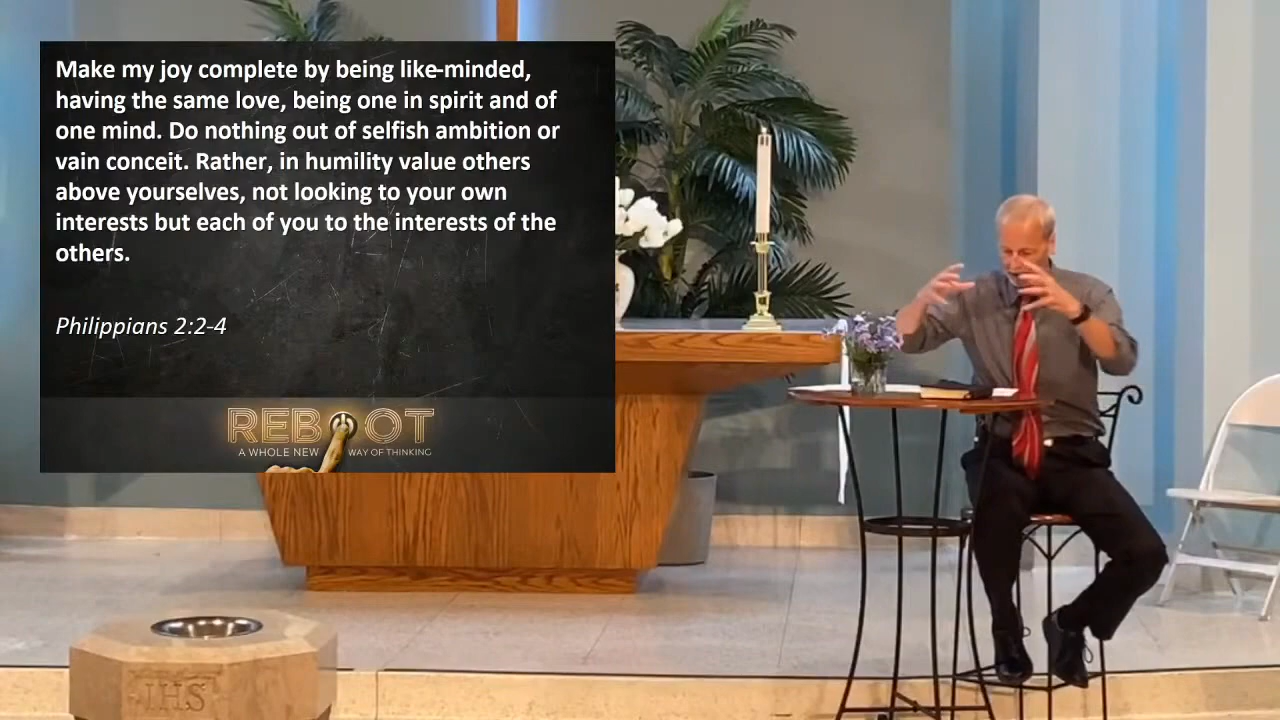 Make my joy complete by being like-minded,
having the same love, being one in spirit and of
one mind. Do nothing out of selfish ambition or
vain conceit. Rather, in humility value others
above yourselves, not looking to your own
interests but each of you to the interests of the
others.
Philippians 2:2-4
REBOOT
A WHOLE NEW WAY OF THINKING
IHS